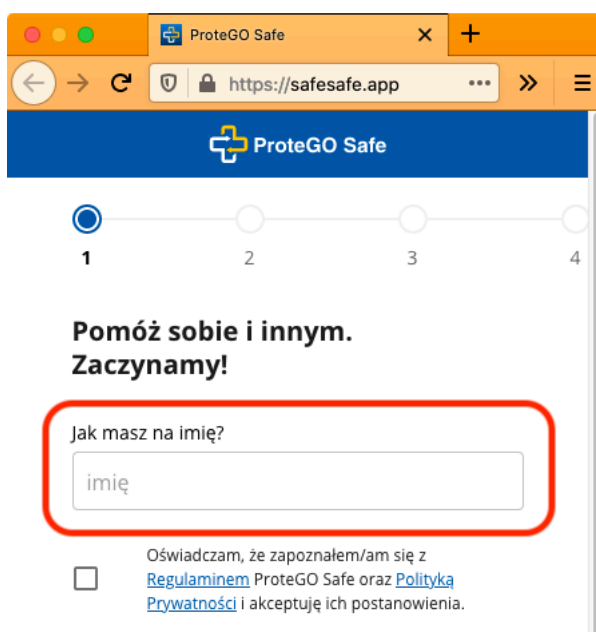 ProteGO Safe
https://safesafe.app
ProteGO Safe
1 2 3 4
Pomóż sobie i innym.
Zaczynamy!
Jak masz na imię?
imię
Oświadczam, że zapoznałem/am się z
Regulaminem ProteGO Safe oraz Polityką
Prywatności i akceptuję ich postanowienia.